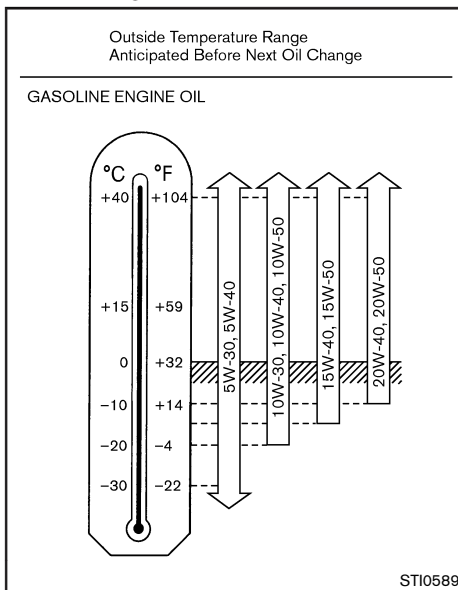 Outside Temperature Range
Anticipated Before Next Oil Change
GASOLINE ENGINE OIL
°C °F
+40 +104
+15 +59
0 +32
−10 +14
−20 −4
−30 −22
5W-30, 5W-40
10W-30, 10W-40, 10W-50
15W-40, 15W-50
20W-40, 20W-50
STI0589